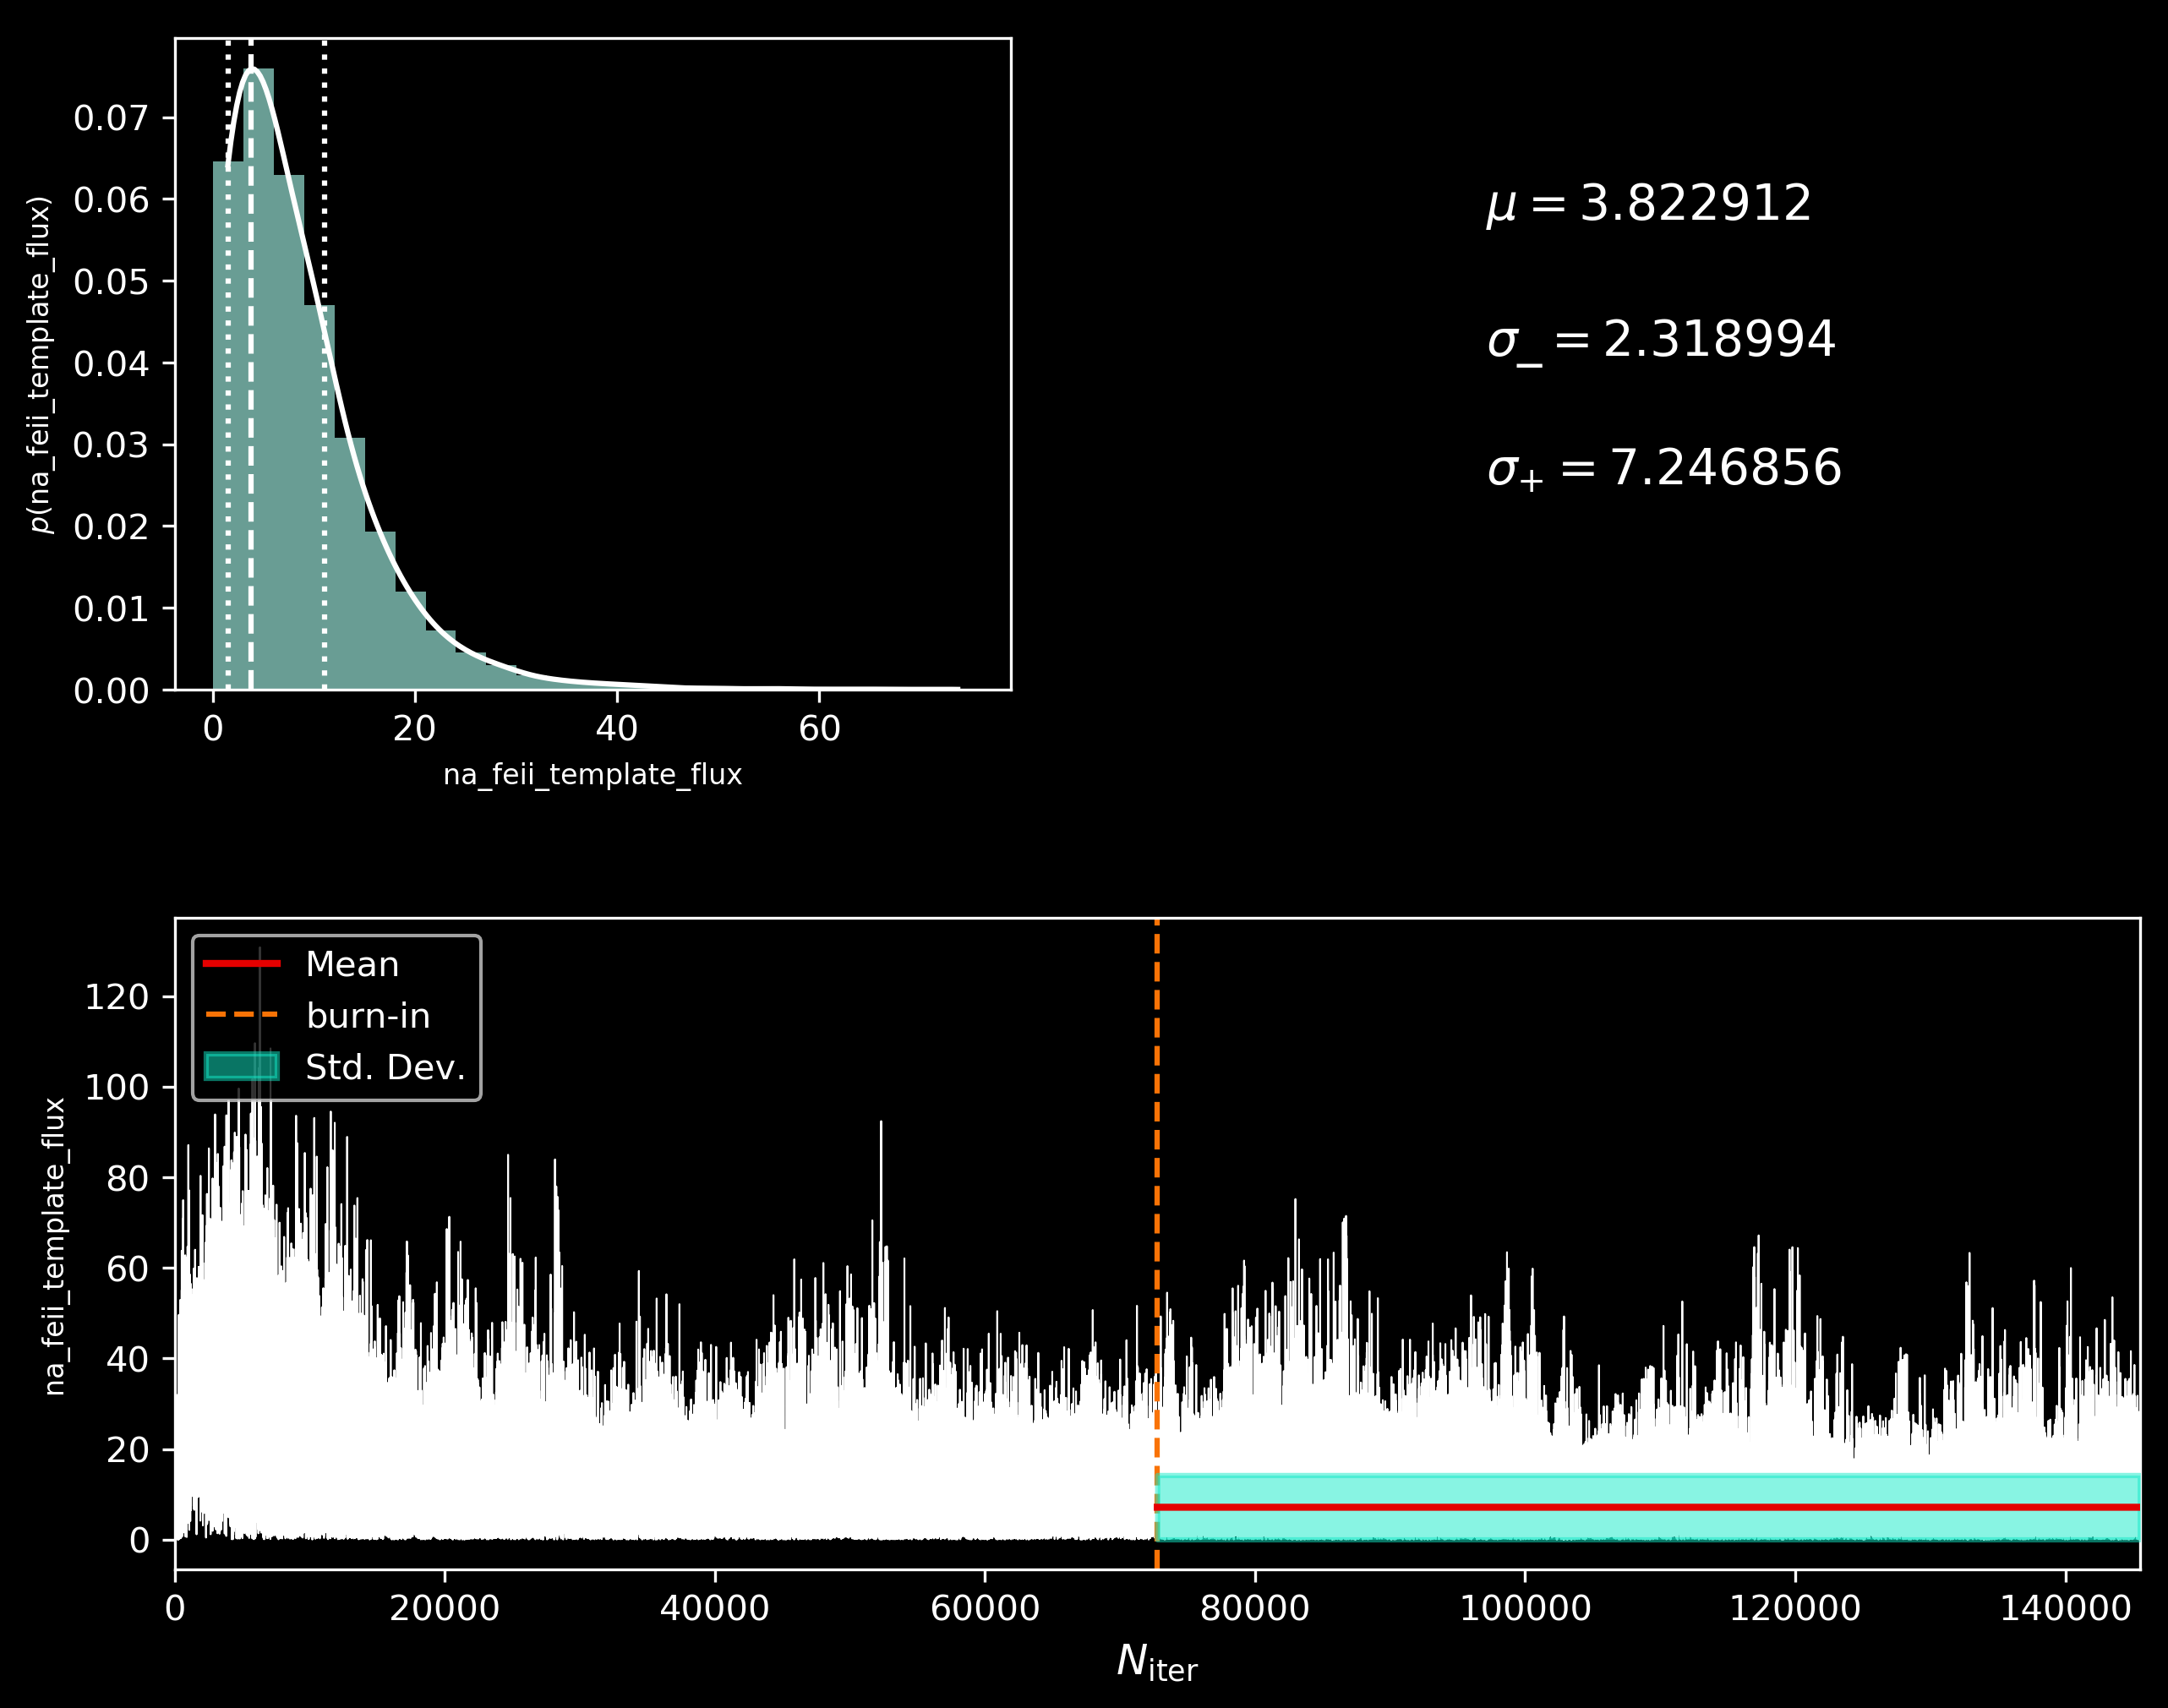 p(na_feii_template_flux)
0.07
0.06
0.05
0.04
0.03
0.02
0.01
0.00
0 20 40 60
na_feii_template_flux
μ = 3.822912
σ_− = 2.318994
σ_+ = 7.246856
na_feii_template_flux
120
100
80
60
40
20
0
Mean
burn-in
Std. Dev.
0 20000 40000 60000 80000 100000 120000 140000
N_iter